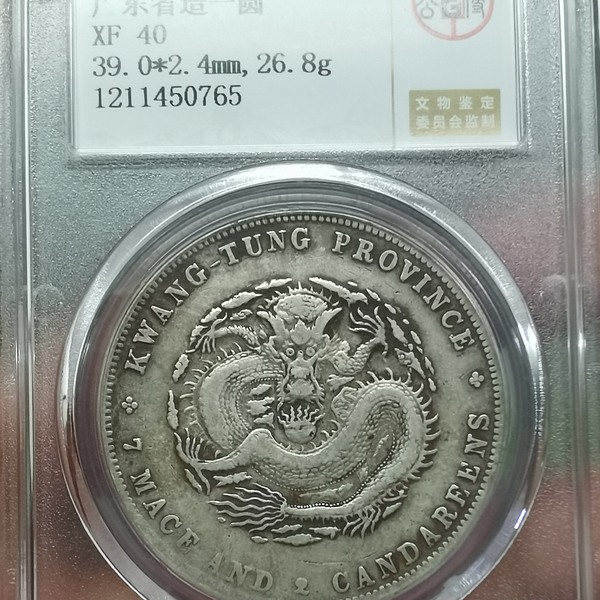 广东省造一圆
XF 40
39.0*2.4mm, 26.8g
1211450765
文物鉴定
委员会监制
KWANG-TUNG PROVINCE
7 MACE AND 2 CANDAREENS